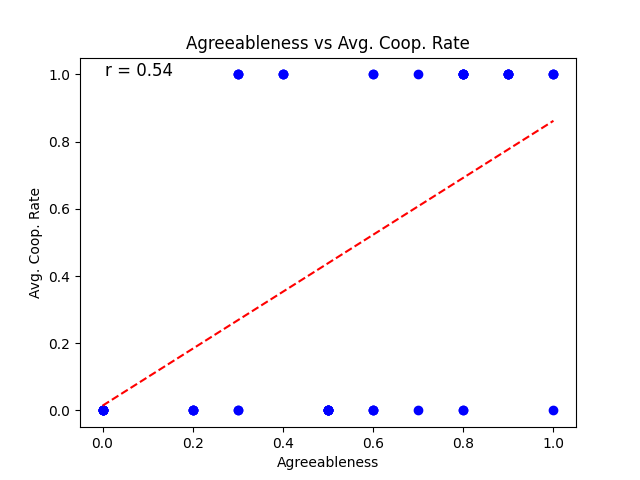 Agreeableness vs Avg. Coop. Rate
r = 0.54
1.0
0.8
0.6
0.4
0.2
0.0
Avg. Coop. Rate
0.0 0.2 0.4 0.6 0.8 1.0
Agreeableness